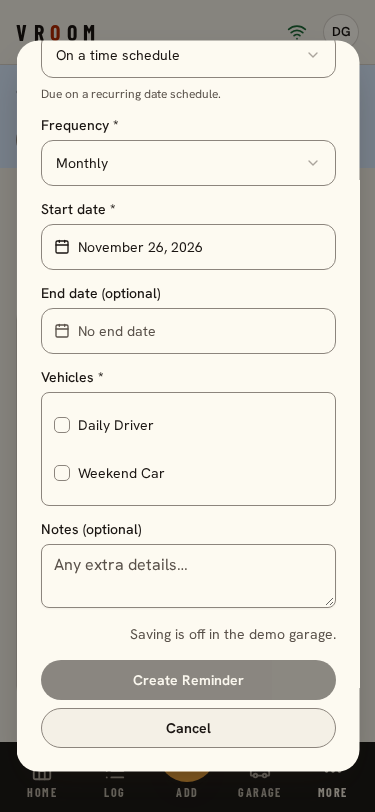 VROOM
DG
On a time schedule
Due on a recurring date schedule.
Frequency *
Monthly
Start date *
November 26, 2026
End date (optional)
No end date
Vehicles *
Daily Driver
Weekend Car
Notes (optional)
Any extra details...
Saving is off in the demo garage.
Create Reminder
Cancel
HOME
LOG
ADD
GARAGE
MORE